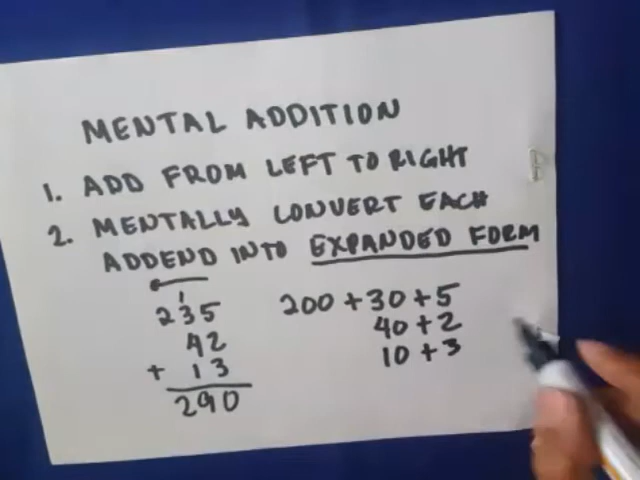 MENTAL ADDITION
1. ADD FROM LEFT TO RIGHT
2. MENTALLY CONVERT EACH
ADDEND INTO EXPANDED FORM
1
235
42
+ 13
290
200 + 30 + 5
40 + 2
10 + 3